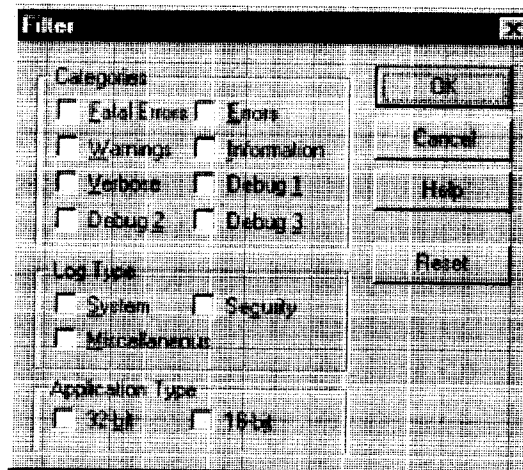 Filter
Categories
OK
Fatal Errors Errors
Cancel
Warnings Information
Verbose Debug 1
Help
Debug 2 Debug 3
Reset
Log Type
System Security
Miscellaneous
Application Type
32-bit 16-bit